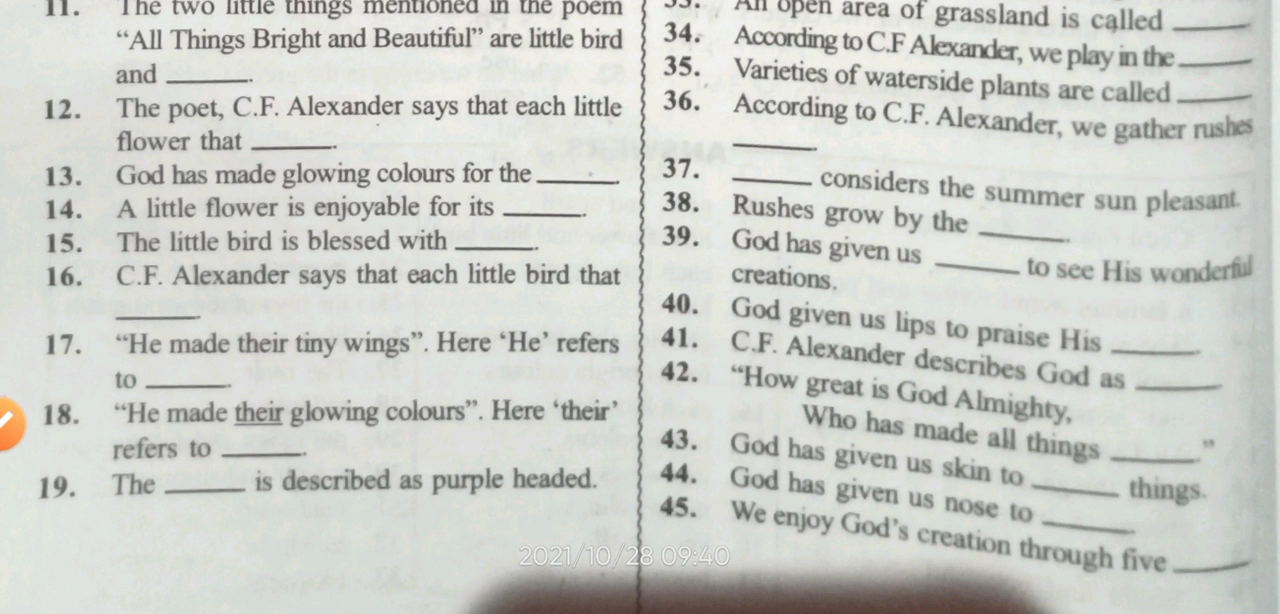 11. The two little things mentioned in the poem
“All Things Bright and Beautiful” are little bird
and ______.
12. The poet, C.F. Alexander says that each little
flower that ______.
13. God has made glowing colours for the ______.
14. A little flower is enjoyable for its ______.
15. The little bird is blessed with ______.
16. C.F. Alexander says that each little bird that
______.
17. “He made their tiny wings”. Here ‘He’ refers
to ______.
18. “He made their glowing colours”. Here ‘their’
refers to ______.
19. The ______ is described as purple headed.
33. An open area of grassland is called ______
34. According to C.F Alexander, we play in the ______
35. Varieties of waterside plants are called ______
36. According to C.F. Alexander, we gather rushes
______.
37. ______ considers the summer sun pleasant.
38. Rushes grow by the ______.
39. God has given us ______ to see His wonderful
creations.
40. God given us lips to praise His ______.
41. C.F. Alexander describes God as ______.
42. “How great is God Almighty,
Who has made all things ______.”
43. God has given us skin to ______ things.
44. God has given us nose to ______.
45. We enjoy God’s creation through five ______.
2021/10/28 09:40